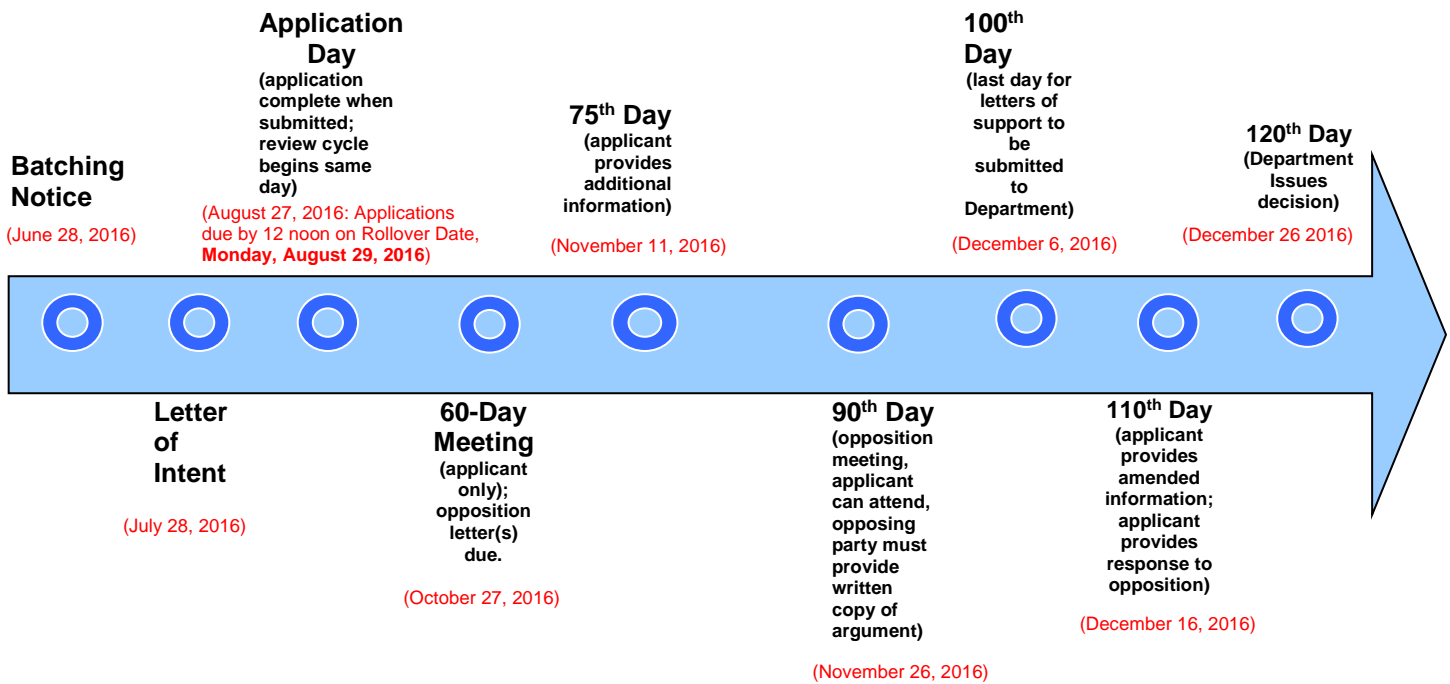 Batching
Notice
(June 28, 2016)
Letter
of
Intent
(July 28, 2016)
Application
Day
(application
complete when
submitted;
review cycle
begins same
day)
(August 27, 2016: Applications
due by 12 noon on Rollover Date,
Monday, August 29, 2016)
60-Day
Meeting
(applicant
only);
opposition
letter(s)
due.
(October 27, 2016)
75th Day
(applicant
provides
additional
information)
(November 11, 2016)
90th Day
(opposition
meeting,
applicant
can attend,
opposing
party must
provide
written
copy of
argument)
(November 26, 2016)
100th
Day
(last day for
letters of
support to
be
submitted
to
Department)
(December 6, 2016)
110th Day
(applicant
provides
amended
information;
applicant
provides
response to
opposition)
(December 16, 2016)
120th Day
(Department
Issues
decision)
(December 26 2016)